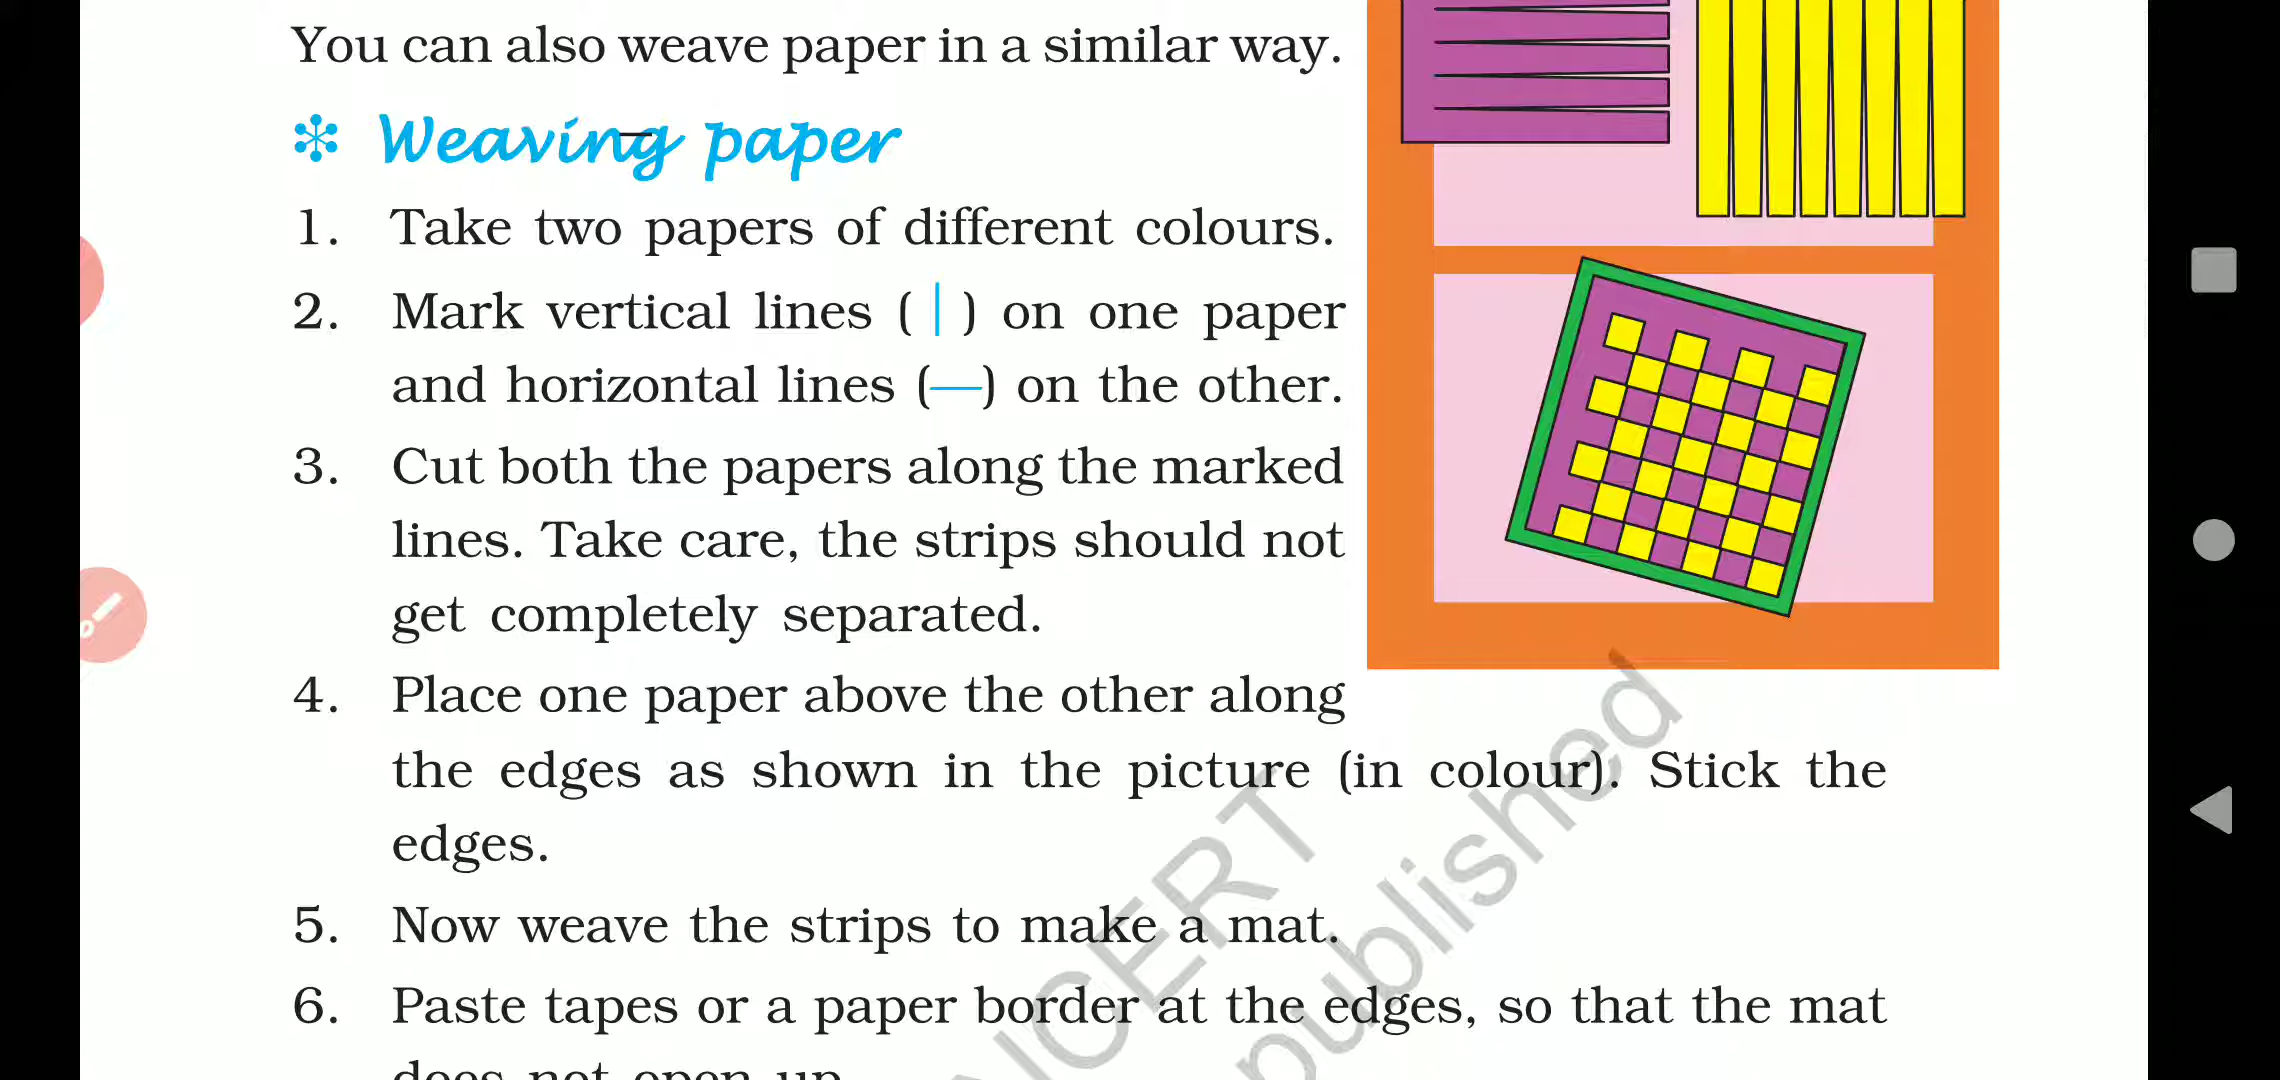 You can also weave paper in a similar way.
Weaving paper
1. Take two papers of different colours.
2. Mark vertical lines ( | ) on one paper
and horizontal lines (—) on the other.
3. Cut both the papers along the marked
lines. Take care, the strips should not
get completely separated.
4. Place one paper above the other along
the edges as shown in the picture (in colour). Stick the
edges.
5. Now weave the strips to make a mat.
6. Paste tapes or a paper border at the edges, so that the mat
does not open up
NCERT
published